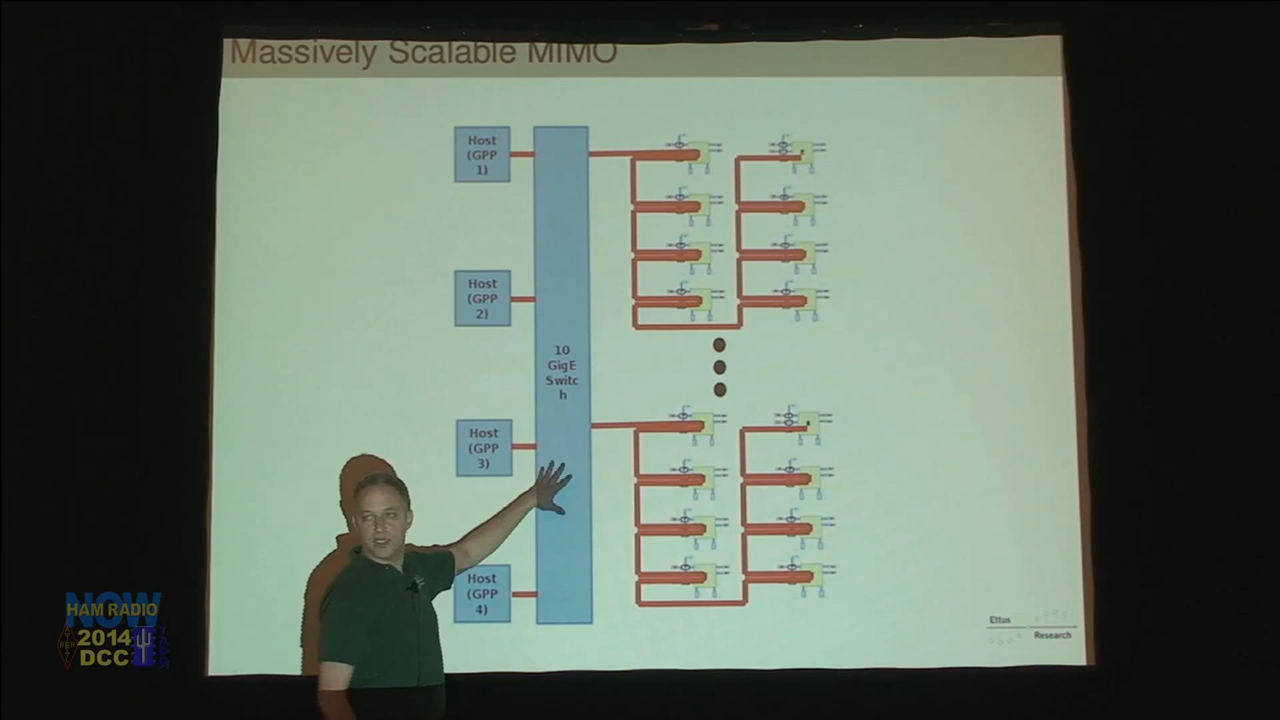 Massively Scalable MIMO
Host
(GPP
1)
Host
(GPP
2)
10
GigE
Switc
h
Host
(GPP
3)
Host
(GPP
4)
Ettus
Research
NOW
HAM RADIO
2014
DCC